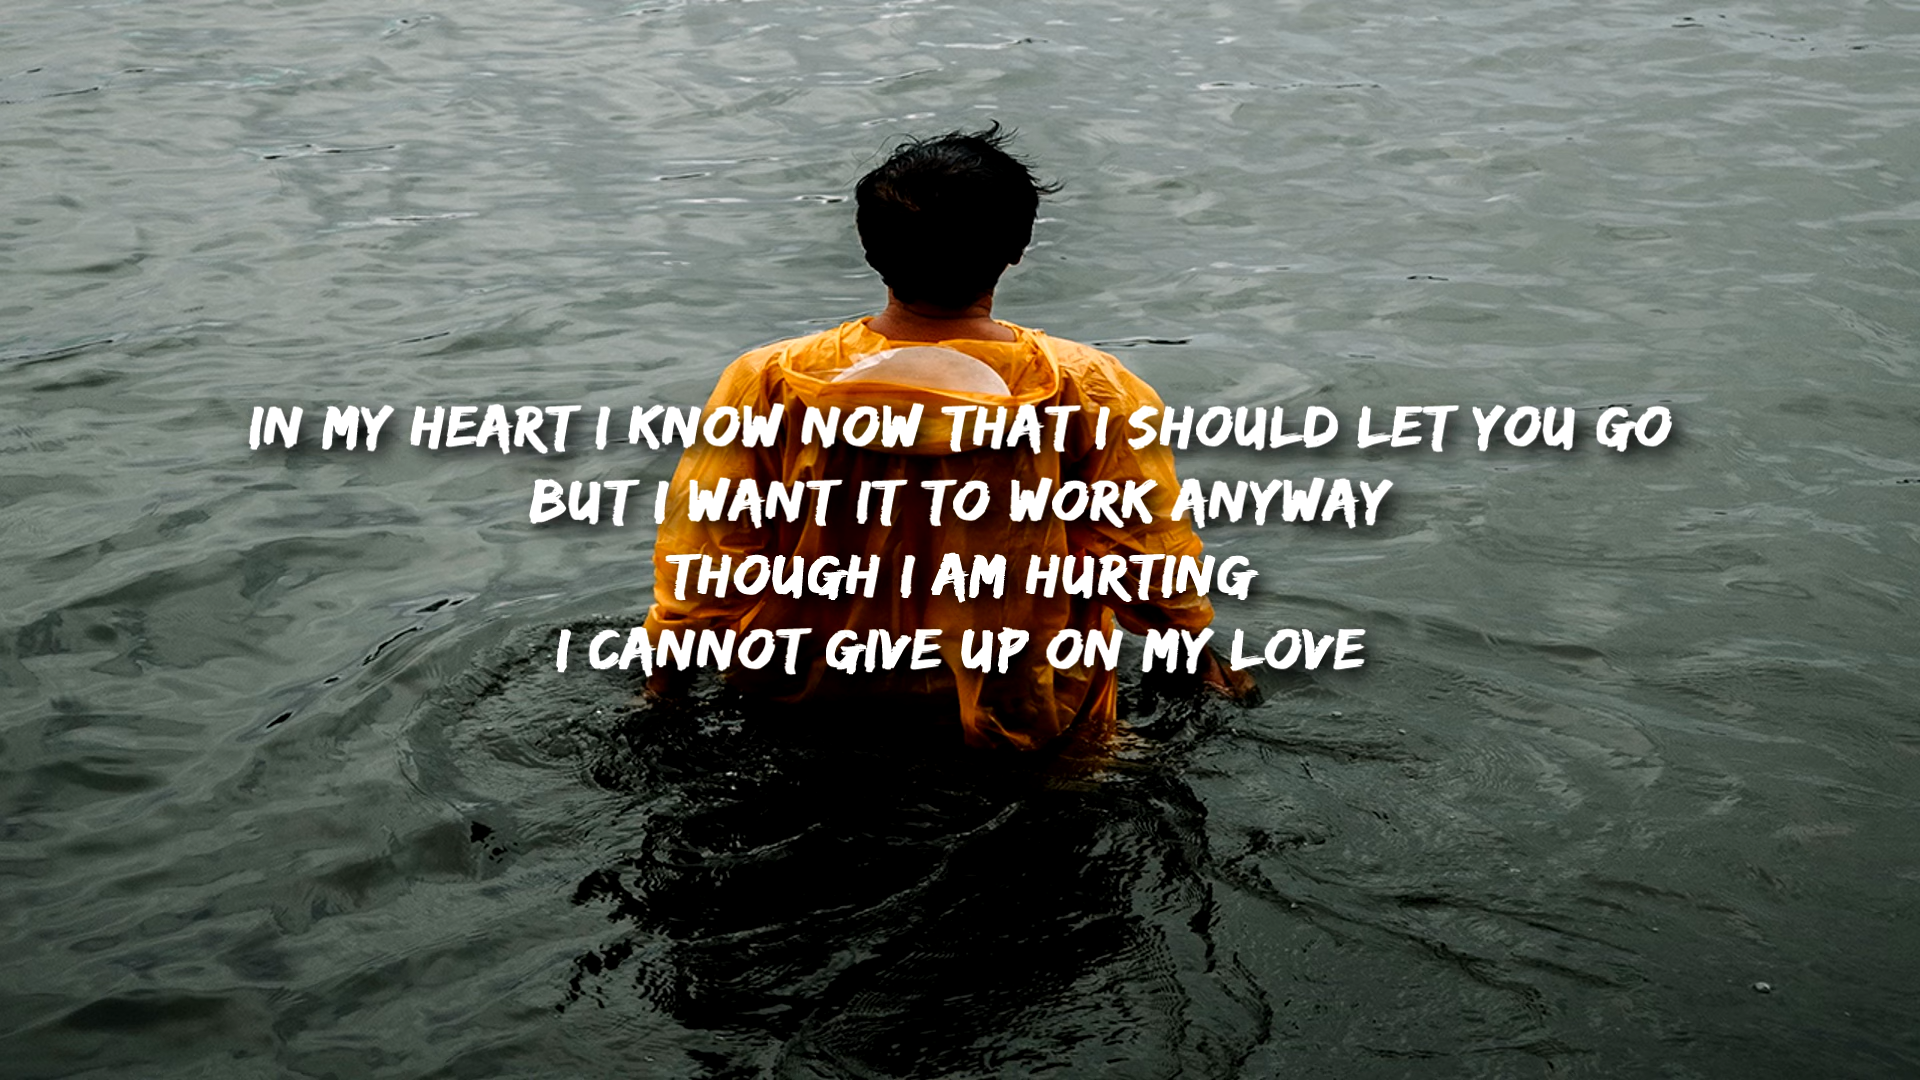 IN MY HEART I KNOW NOW THAT I SHOULD LET YOU GO
BUT I WANT IT TO WORK ANYWAY
THOUGH I AM HURTING
I CANNOT GIVE UP ON MY LOVE